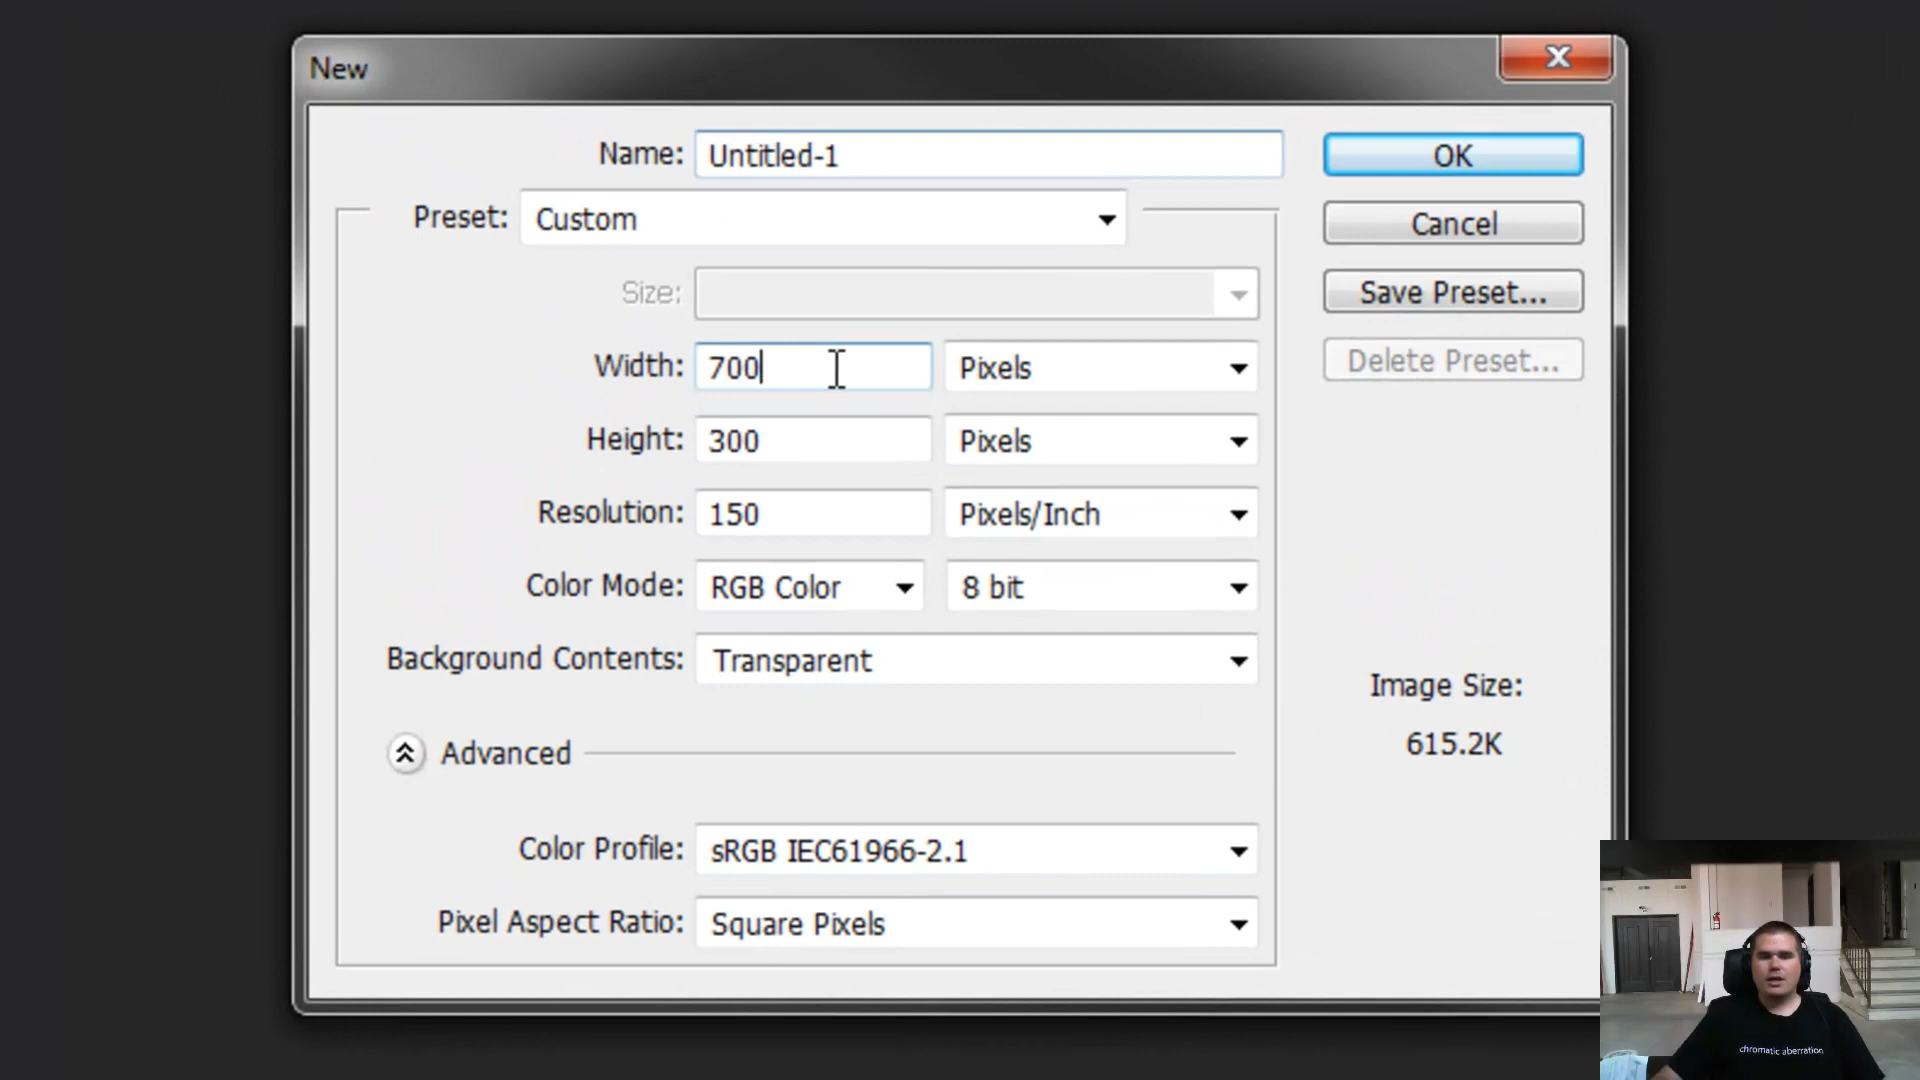 New
Name: Untitled-1
OK
Preset: Custom
Cancel
Size:
Save Preset...
Width: 700 Pixels
Delete Preset...
Height: 300 Pixels
Resolution: 150 Pixels/Inch
Color Mode: RGB Color 8 bit
Background Contents: Transparent
Image Size:
615.2K
Advanced
Color Profile: sRGB IEC61966-2.1
Pixel Aspect Ratio: Square Pixels
chromatic aberration